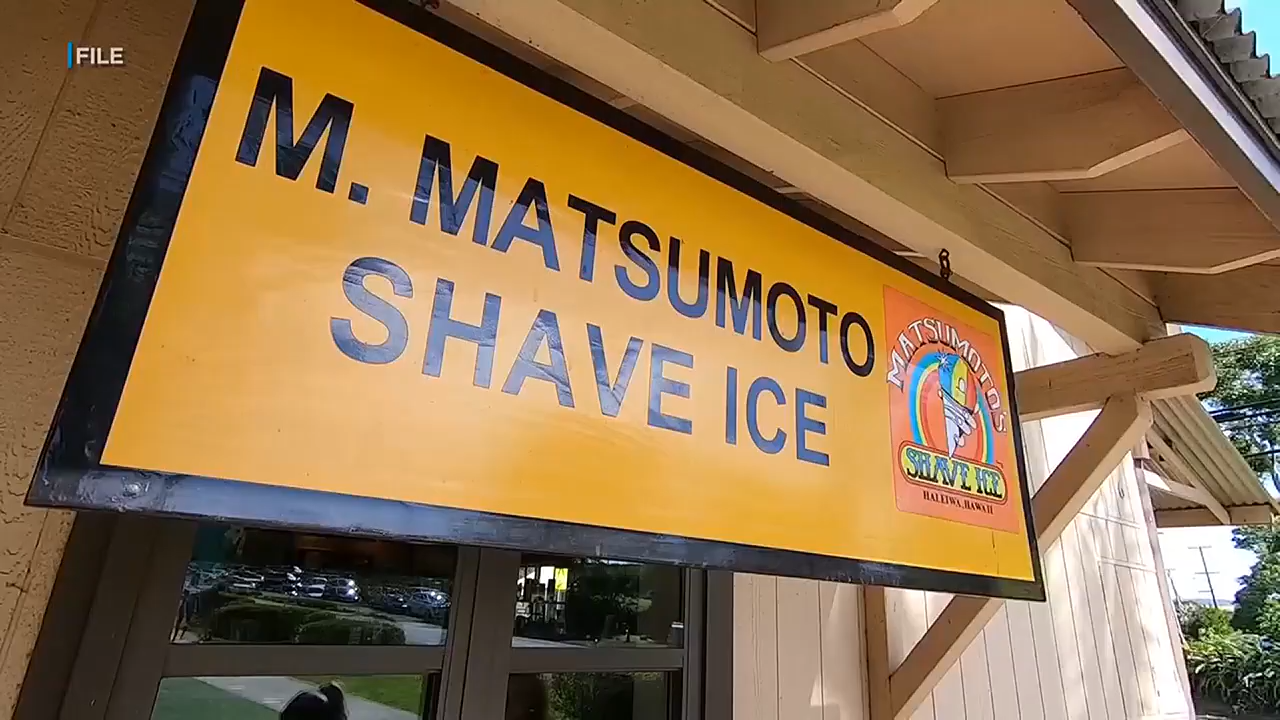 FILE
M. MATSUMOTO
SHAVE ICE
MATSUMOTO'S
SHAVE ICE
HALEIWA, HAWAII